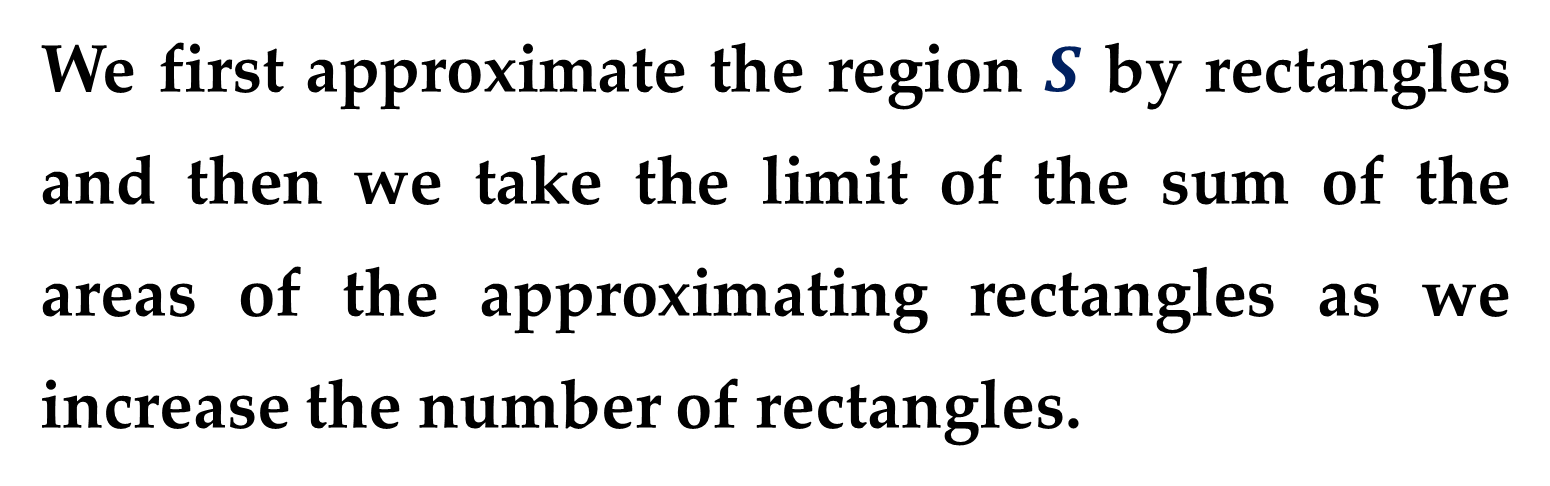 We first approximate the region S by rectangles
and then we take the limit of the sum of the
areas of the approximating rectangles as we
increase the number of rectangles.